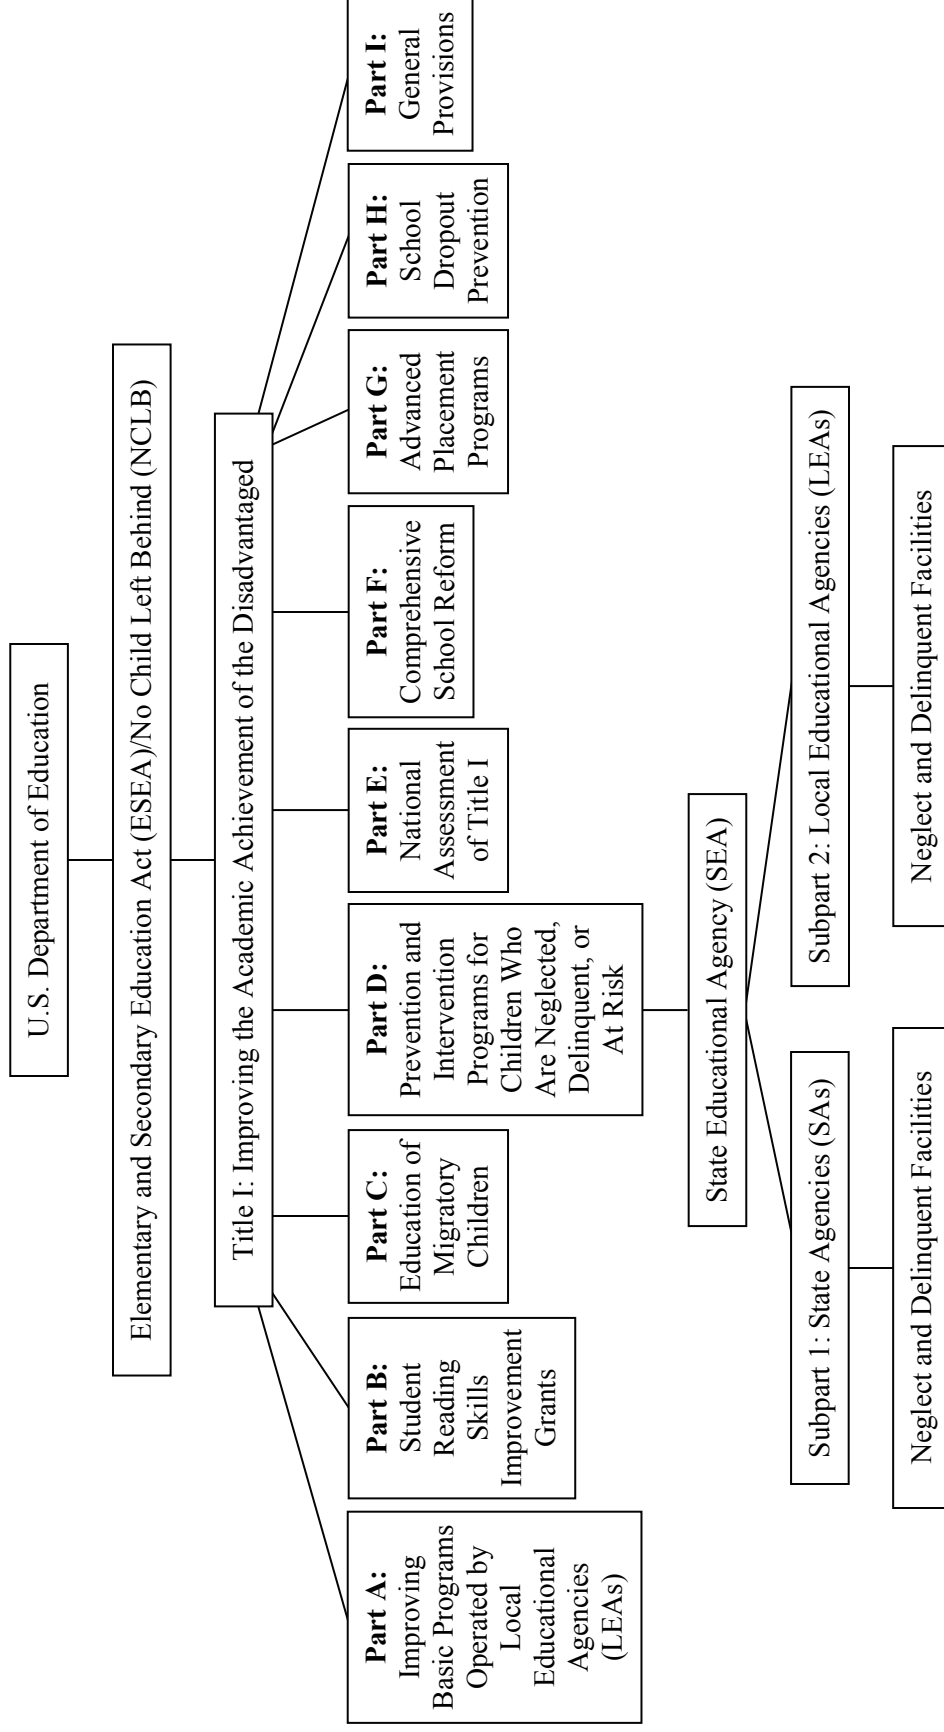 U.S. Department of Education
Elementary and Secondary Education Act (ESEA)/No Child Left Behind (NCLB)
Title I: Improving the Academic Achievement of the Disadvantaged
Part A:
Improving
Basic Programs
Operated by
Local
Educational
Agencies
(LEAs)
Part B:
Student
Reading
Skills
Improvement
Grants
Part C:
Education of
Migratory
Children
Part D:
Prevention and
Intervention
Programs for
Children Who
Are Neglected,
Delinquent, or
At Risk
Part E:
National
Assessment
of Title I
Part F:
Comprehensive
School Reform
Part G:
Advanced
Placement
Programs
Part H:
School
Dropout
Prevention
Part I:
General
Provisions
State Educational Agency (SEA)
Subpart 1: State Agencies (SAs)
Subpart 2: Local Educational Agencies (LEAs)
Neglect and Delinquent Facilities
Neglect and Delinquent Facilities